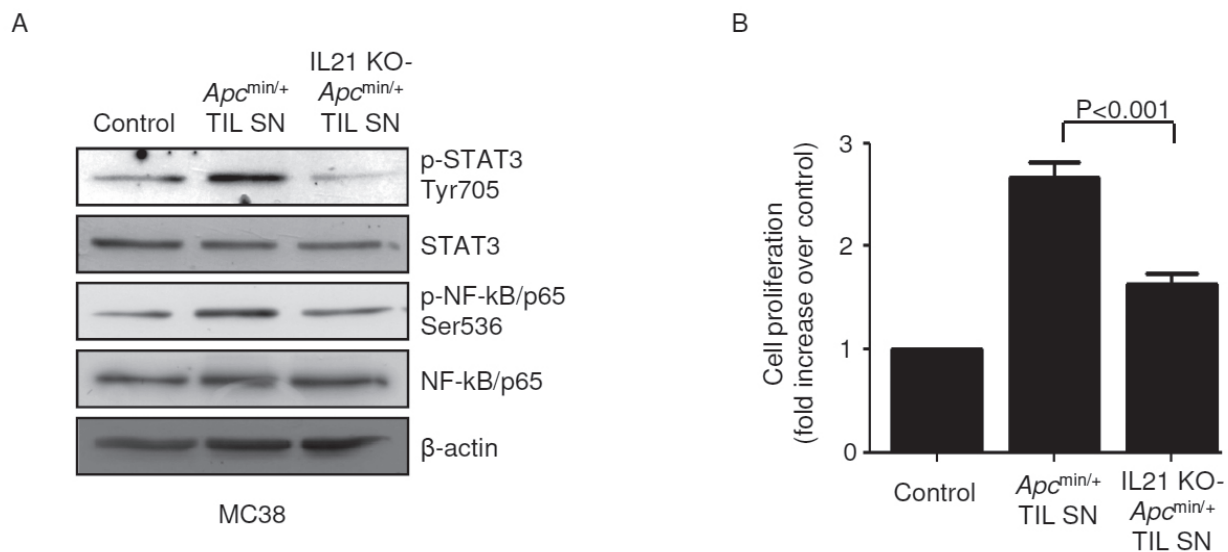 A
Control
Apcmin/+
TIL SN
IL21 KO-
Apcmin/+
TIL SN
p-STAT3
Tyr705
STAT3
p-NF-kB/p65
Ser536
NF-kB/p65
β-actin
MC38
B
P<0.001
Cell proliferation
(fold increase over control)
3
2
1
0
Control
Apcmin/+
TIL SN
IL21 KO-
Apcmin/+
TIL SN